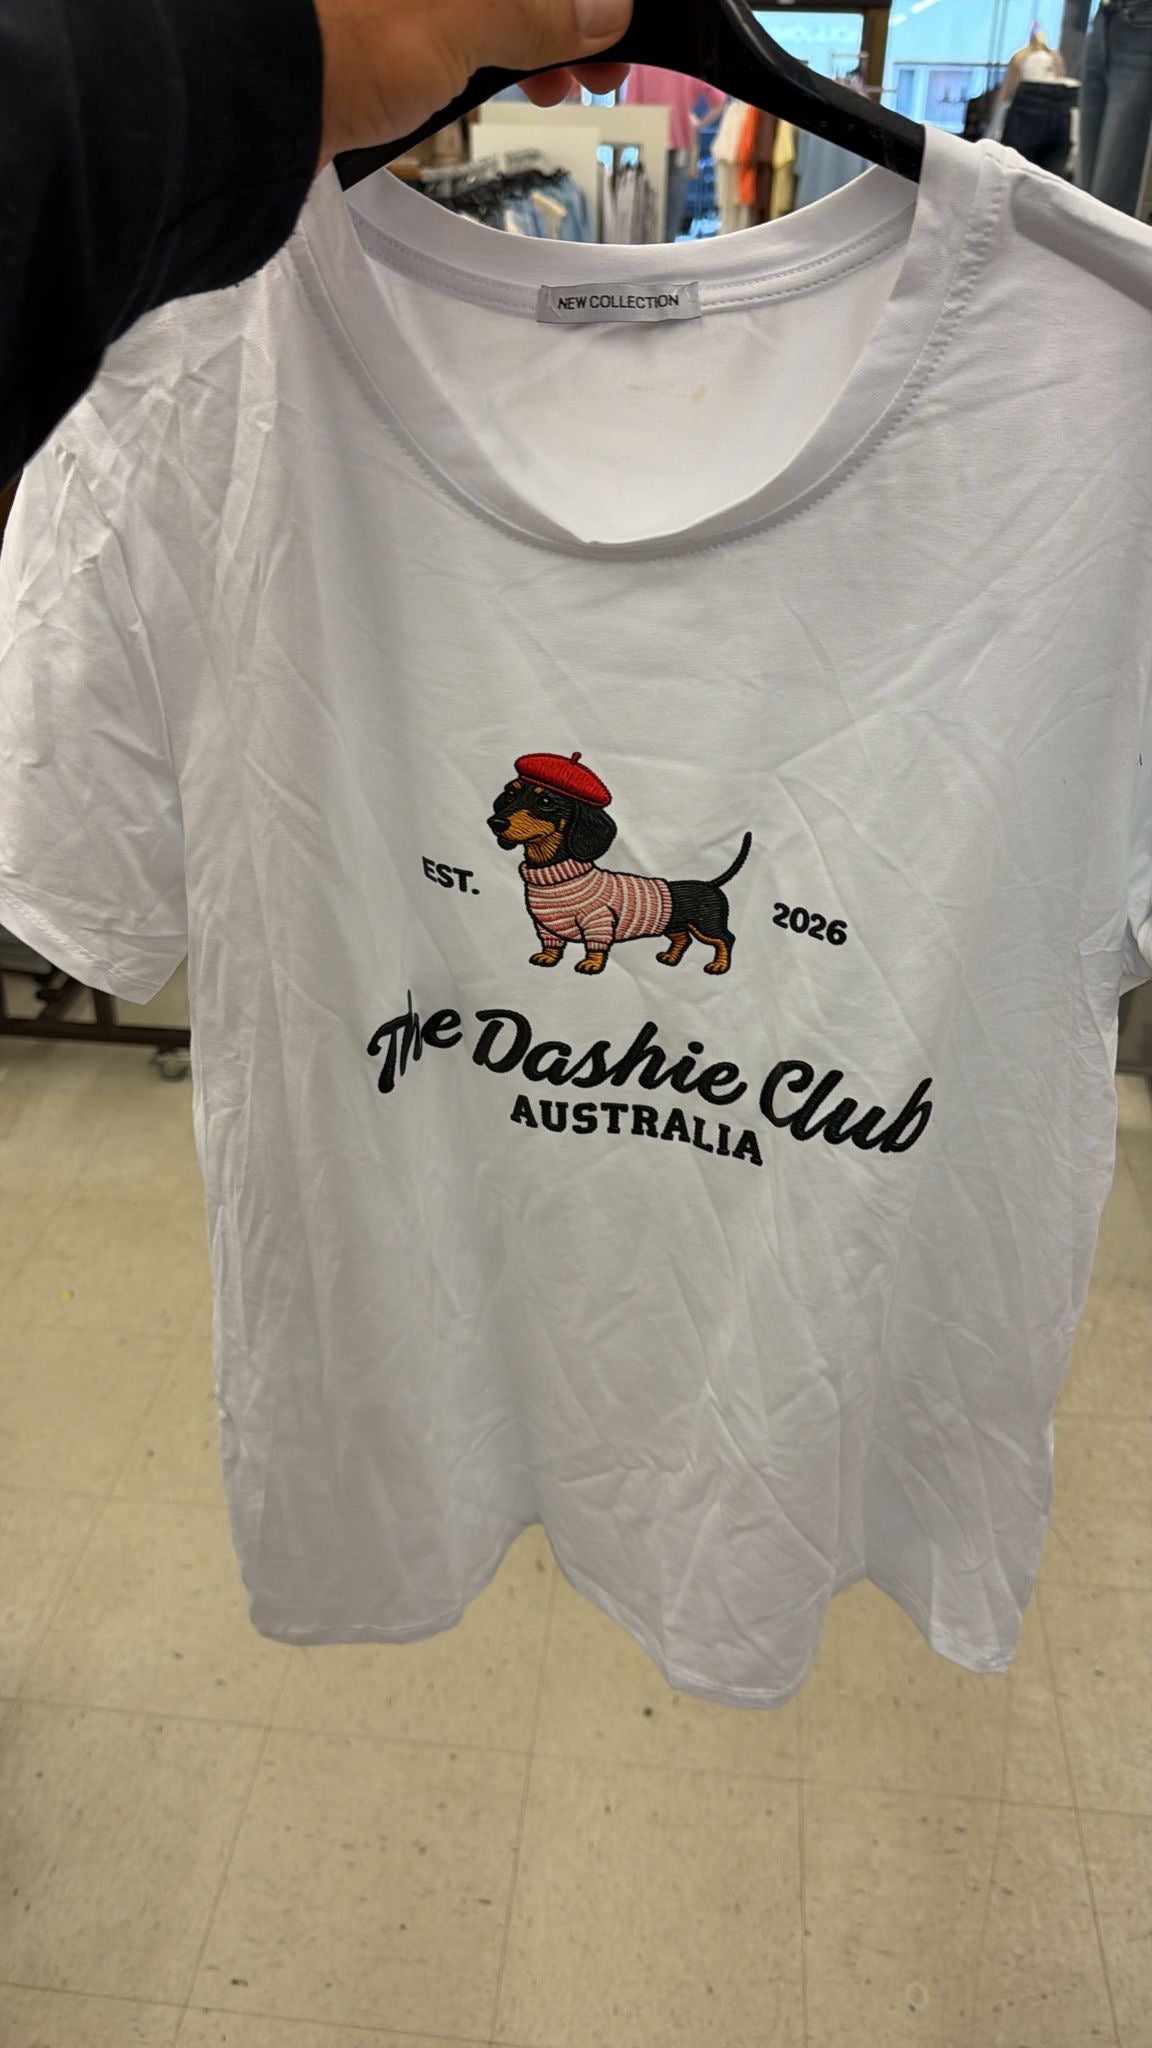 NEW COLLECTION
EST. 2026
The Dashie Club
AUSTRALIA